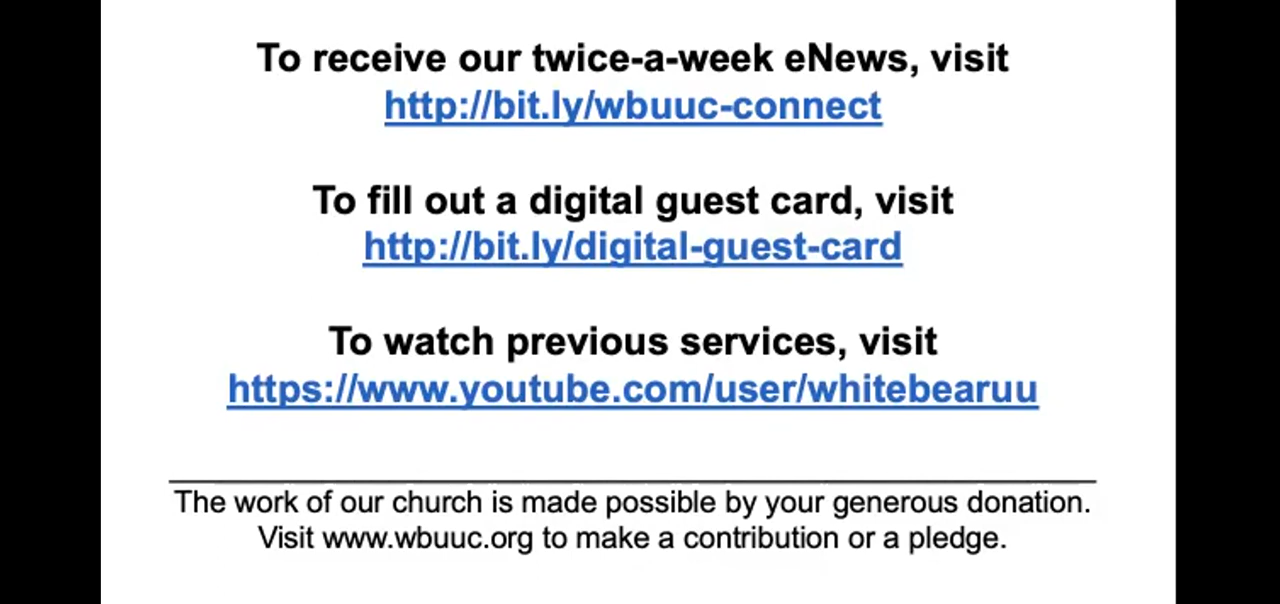 To receive our twice-a-week eNews, visit
http://bit.ly/wbuuc-connect
To fill out a digital guest card, visit
http://bit.ly/digital-guest-card
To watch previous services, visit
https://www.youtube.com/user/whitebearuu
The work of our church is made possible by your generous donation.
Visit www.wbuuc.org to make a contribution or a pledge.